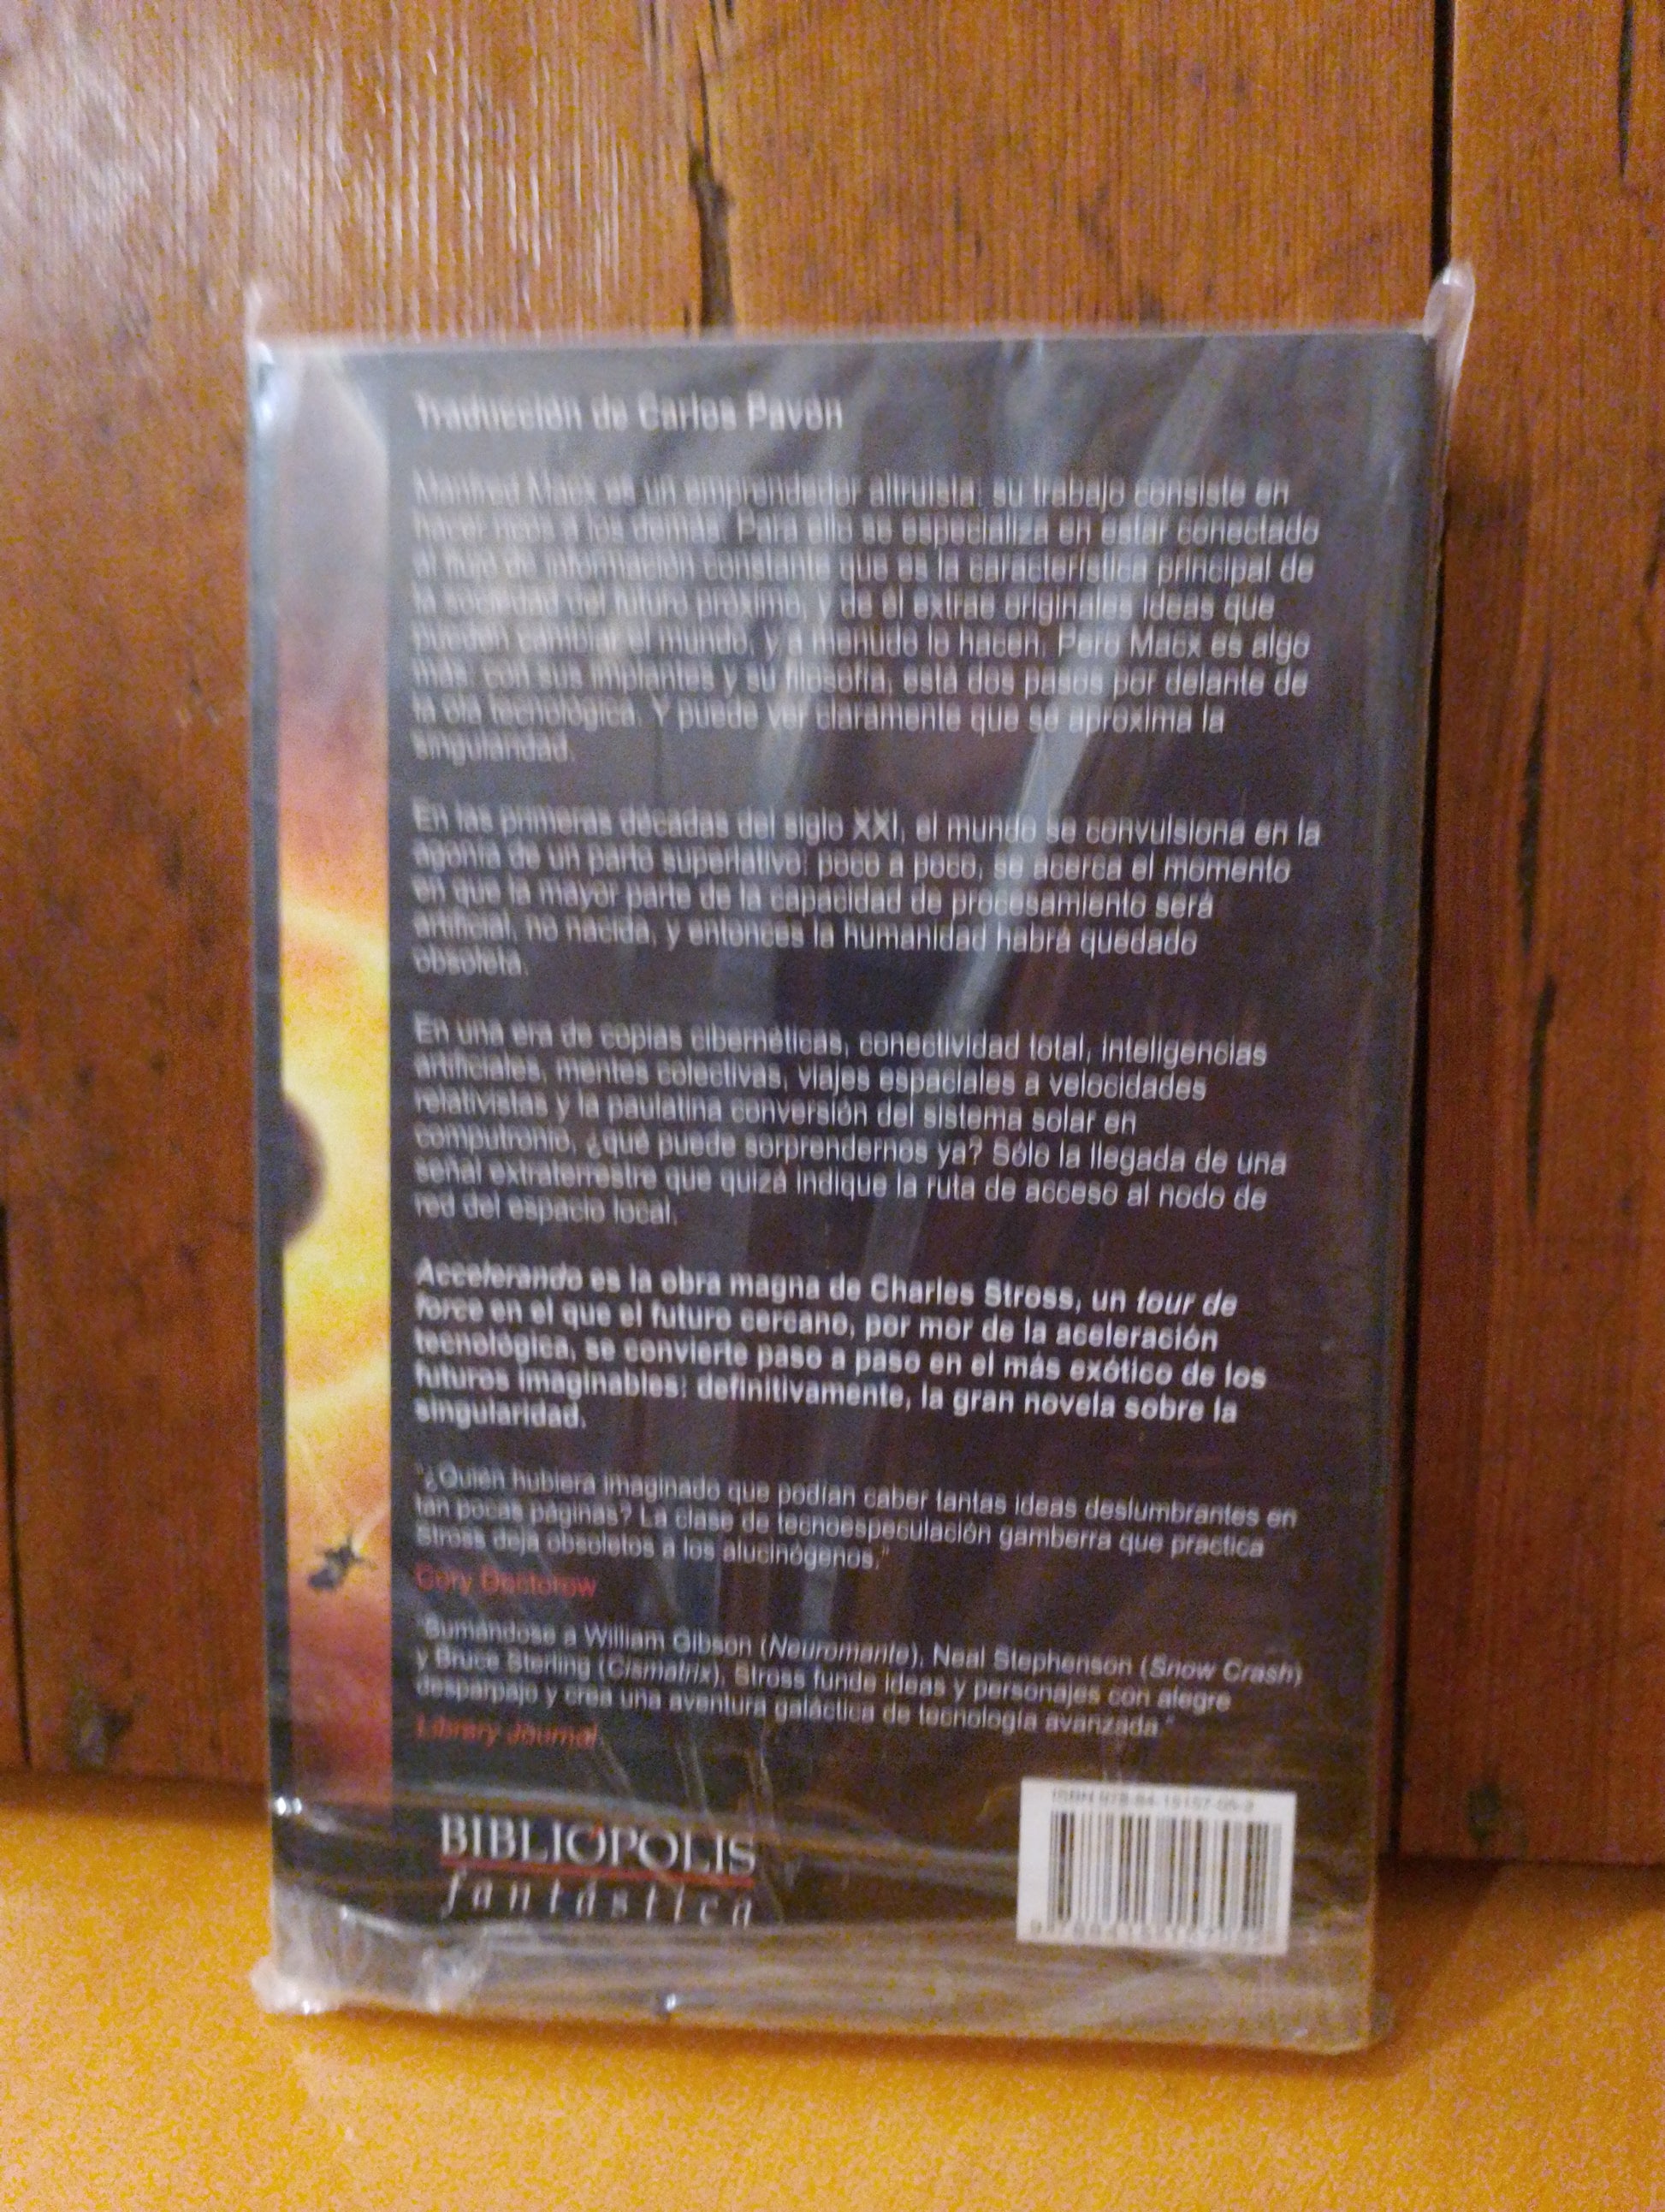 Traducción de Carlos Pavón
Manfred Macx es un emprendedor altruista: su trabajo consiste en
hacer ricos a los demás. Para ello se especializa en estar conectado
al flujo de información constante que es la característica principal de
la sociedad del futuro próximo, y de él extrae originales ideas que
pueden cambiar el mundo, y a menudo lo hacen. Pero Macx es algo
más: con sus implantes y su filosofía, está dos pasos por delante de
la ola tecnológica. Y puede ver claramente que se aproxima la
singularidad.
En las primeras décadas del siglo XXI, el mundo se convulsiona en la
agonía de un parto superlativo: poco a poco, se acerca el momento
en que la mayor parte de la capacidad de procesamiento será
artificial, no nacida, y entonces la humanidad habrá quedado
obsoleta.
En una era de copias cibernéticas, conectividad total, inteligencias
artificiales, mentes colectivas, viajes espaciales a velocidades
relativistas y la paulatina conversión del sistema solar en
computronio, ¿qué puede sorprendernos ya? Sólo la llegada de una
señal extraterrestre que quizá indique la ruta de acceso al nodo de
red del espacio local.
Accelerando es la obra magna de Charles Stross, un tour de
force en el que el futuro cercano, por mor de la aceleración
tecnológica, se convierte paso a paso en el más exótico de los
futuros imaginables: definitivamente, la gran novela sobre la
singularidad.
"¿Quién hubiera imaginado que podían caber tantas ideas deslumbrantes en
tan pocas páginas? La clase de tecnoespeculación gamberra que practica
Stross deja obsoletos a los alucinógenos."
Cory Doctorow
"Sumándose a William Gibson (Neuromante), Neal Stephenson (Snow Crash)
y Bruce Sterling (Cismatrix), Stross funde ideas y personajes con alegre
desparpajo y crea una aventura galáctica de tecnología avanzada."
Library Journal
BIBLIÓPOLIS
fantástica
ISBN 978-84-15157-05-2